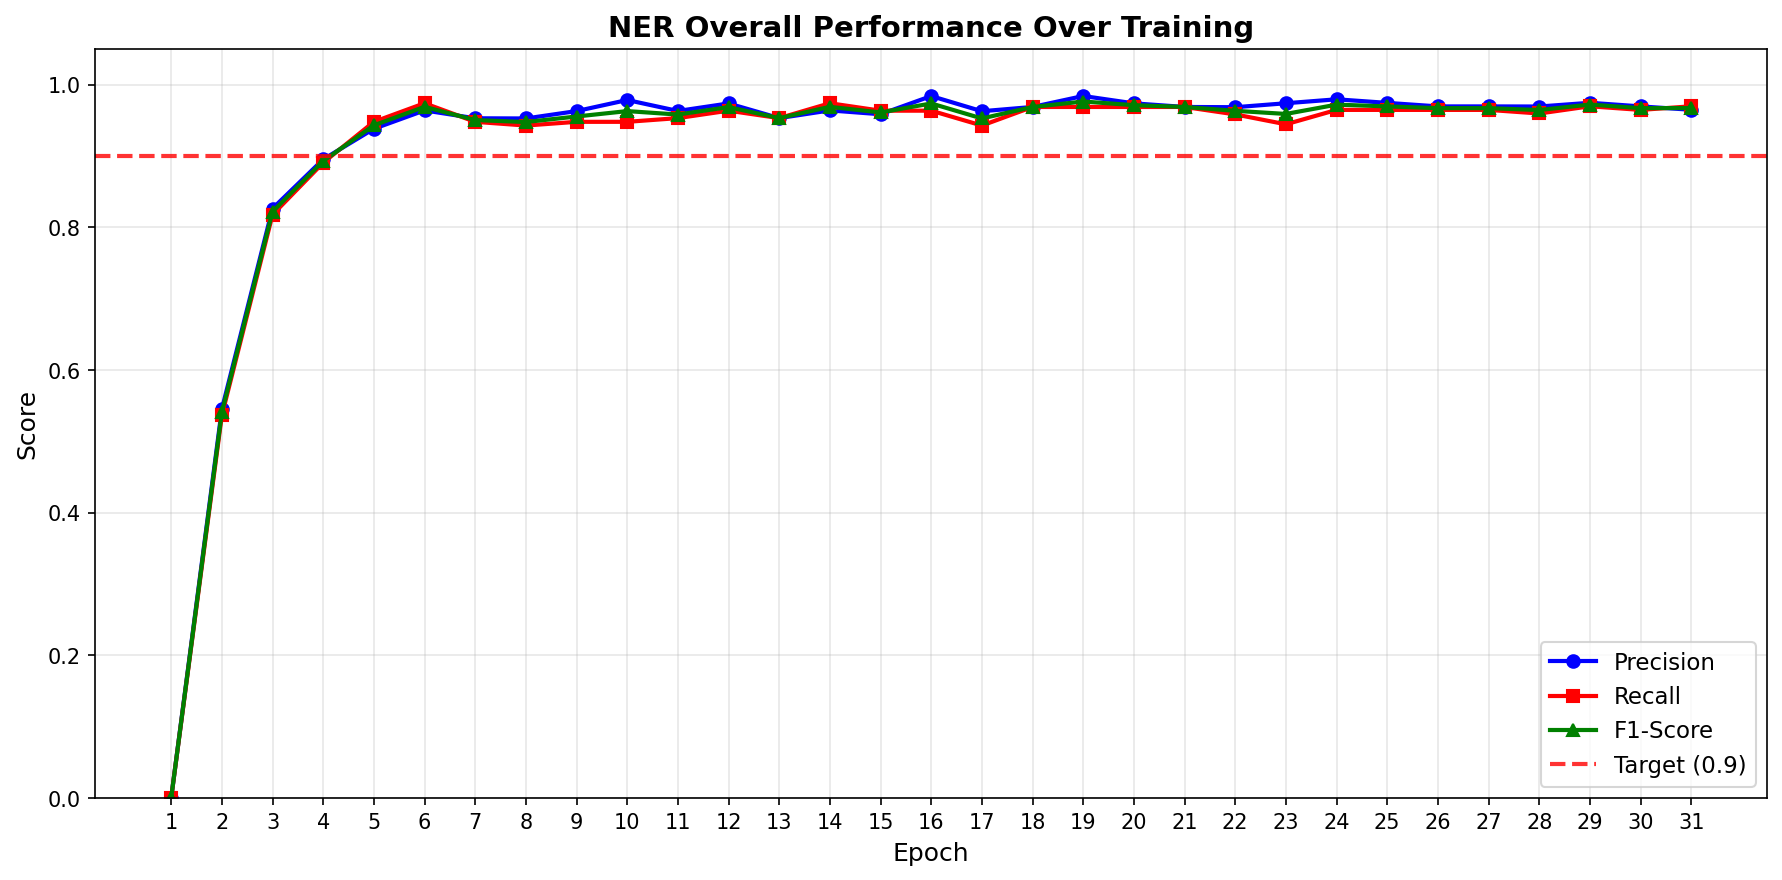 NER Overall Performance Over Training
1.0
0.8
0.6
0.4
0.2
0.0
Score
1 2 3 4 5 6 7 8 9 10 11 12 13 14 15 16 17 18 19 20 21 22 23 24 25 26 27 28 29 30 31
Epoch
Precision
Recall
F1-Score
Target (0.9)